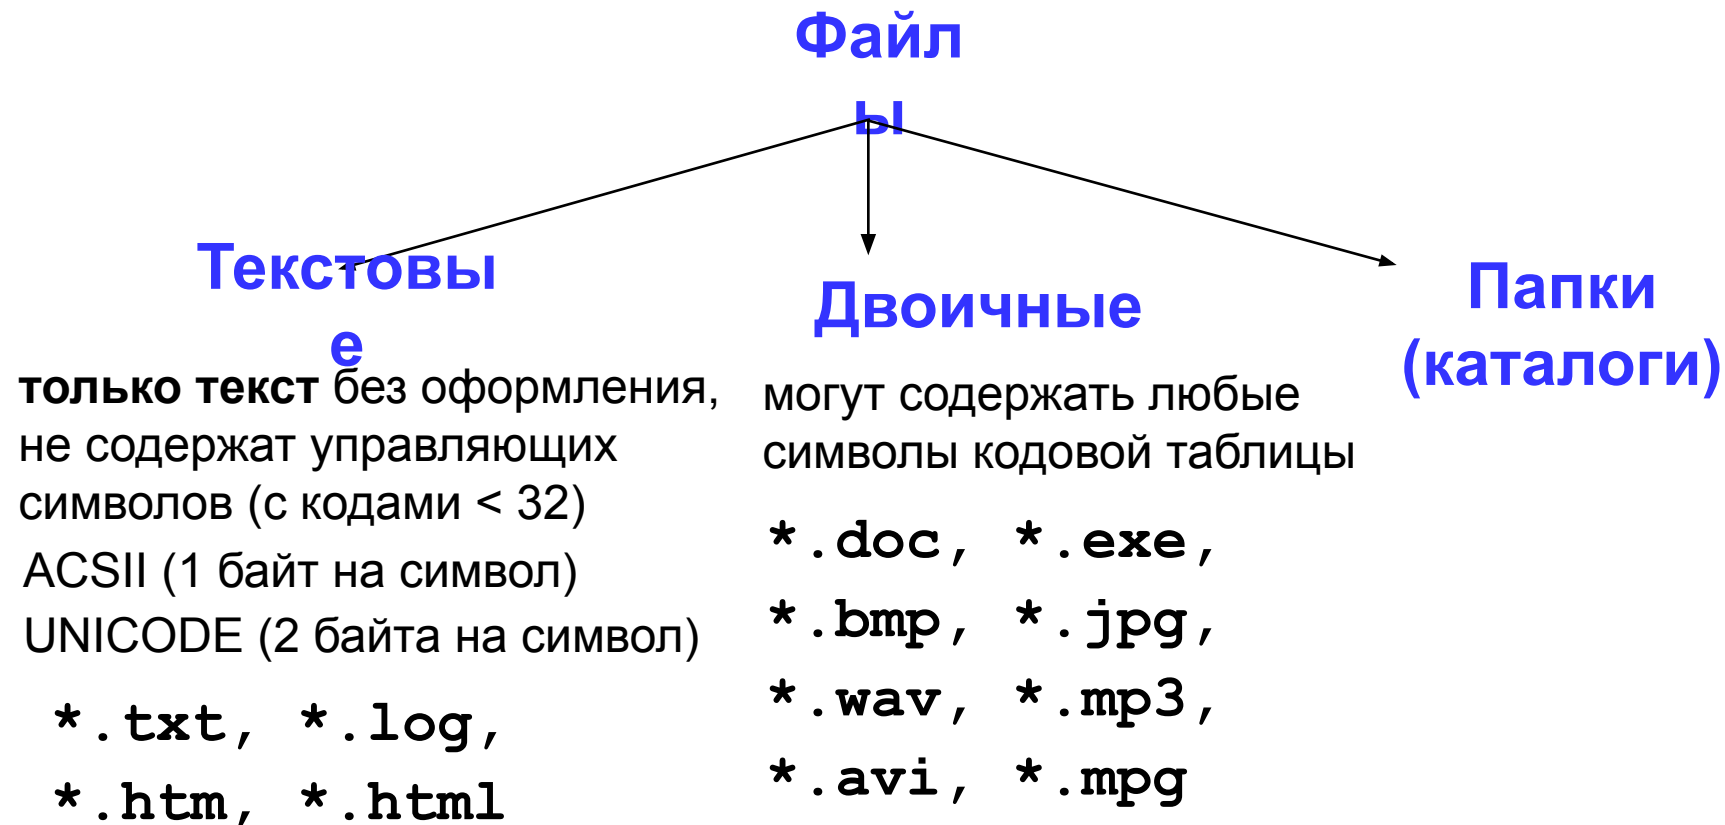 Файл
ы
Текстовы
е
только текст без оформления,
не содержат управляющих
символов (с кодами < 32)
ACSII (1 байт на символ)
UNICODE (2 байта на символ)
*.txt, *.log,
*.htm, *.html
Двоичные
могут содержать любые
символы кодовой таблицы
*.doc, *.exe,
*.bmp, *.jpg,
*.wav, *.mp3,
*.avi, *.mpg
Папки
(каталоги)